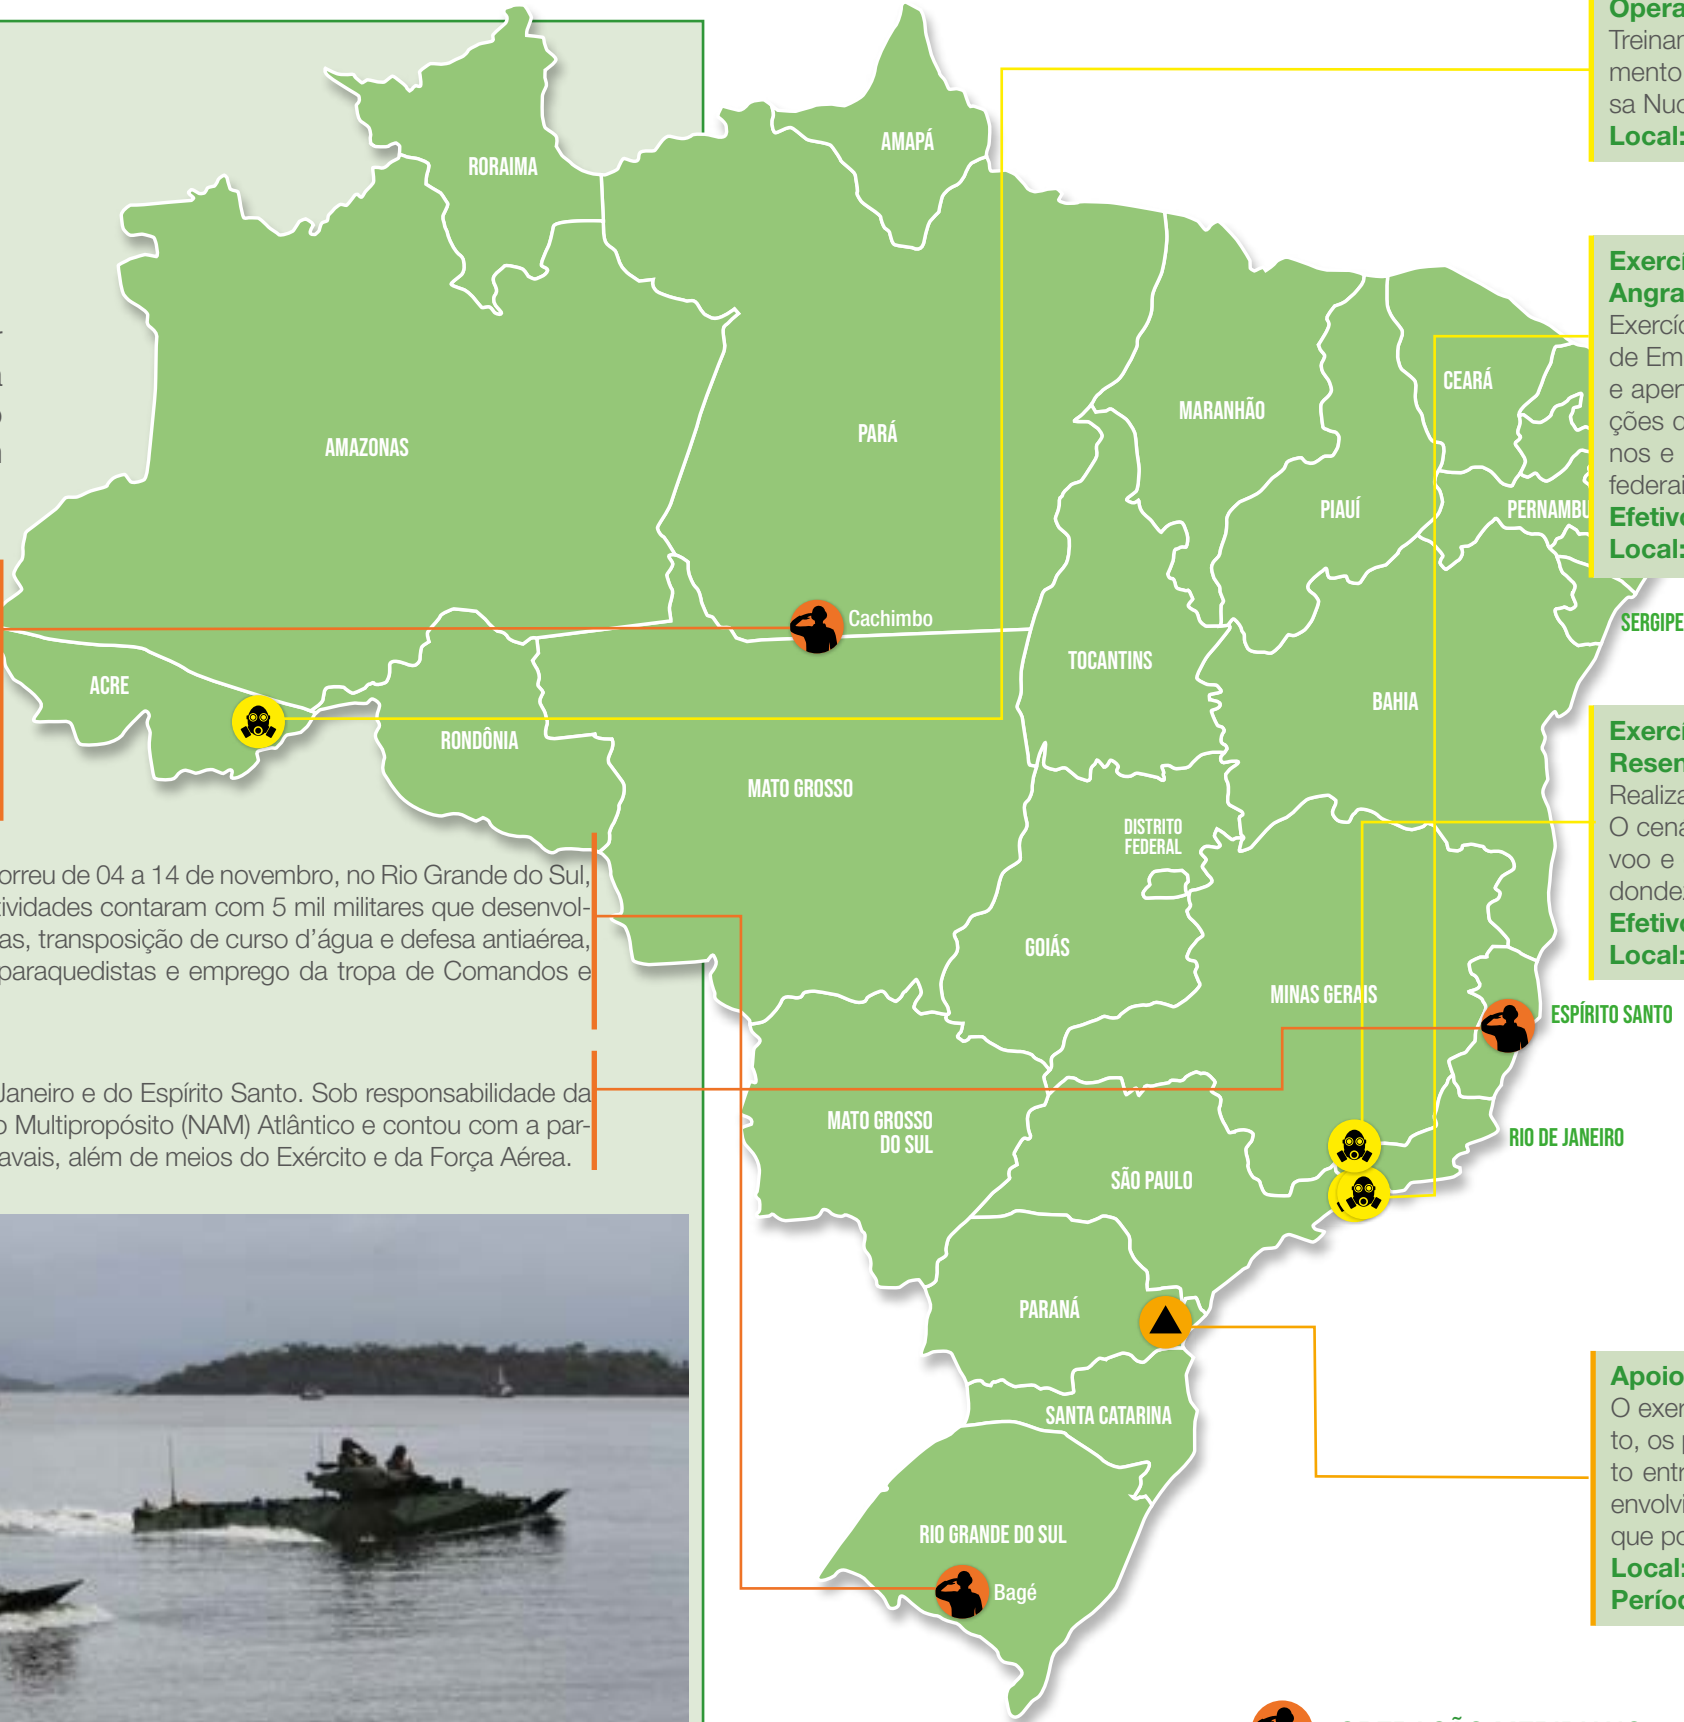 RORAIMA
AMAPÁ
AMAZONAS
PARÁ
MARANHÃO
CEARÁ
PIAUÍ
PERNAMBU
SERGIPE
Cachimbo
ACRE
RONDÔNIA
TOCANTINS
BAHIA
MATO GROSSO
DISTRITO
FEDERAL
GOIÁS
MINAS GERAIS
ESPÍRITO SANTO
MATO GROSSO
DO SUL
SÃO PAULO
RIO DE JANEIRO
PARANÁ
SANTA CATARINA
RIO GRANDE DO SUL
Bagé
orreu de 04 a 14 de novembro, no Rio Grande do Sul,
tividades contaram com 5 mil militares que desenvol-
as, transposição de curso d’água e defesa antiaérea,
paraquedistas e emprego da tropa de Comandos e
Janeiro e do Espírito Santo. Sob responsabilidade da
o Multipropósito (NAM) Atlântico e contou com a par-
avais, além de meios do Exército e da Força Aérea.
Opera
Treinar
mento
sa Nuc
Local:
Exercí
Angra
Exercíc
de Em
e aper
ções d
nos e
federai
Efetivo
Local:
Exercí
Resen
Realiza
O cena
voo e
donde
Efetivo
Local:
Apoio
O exer
to, os
to entr
envolvi
que po
Local:
Períod